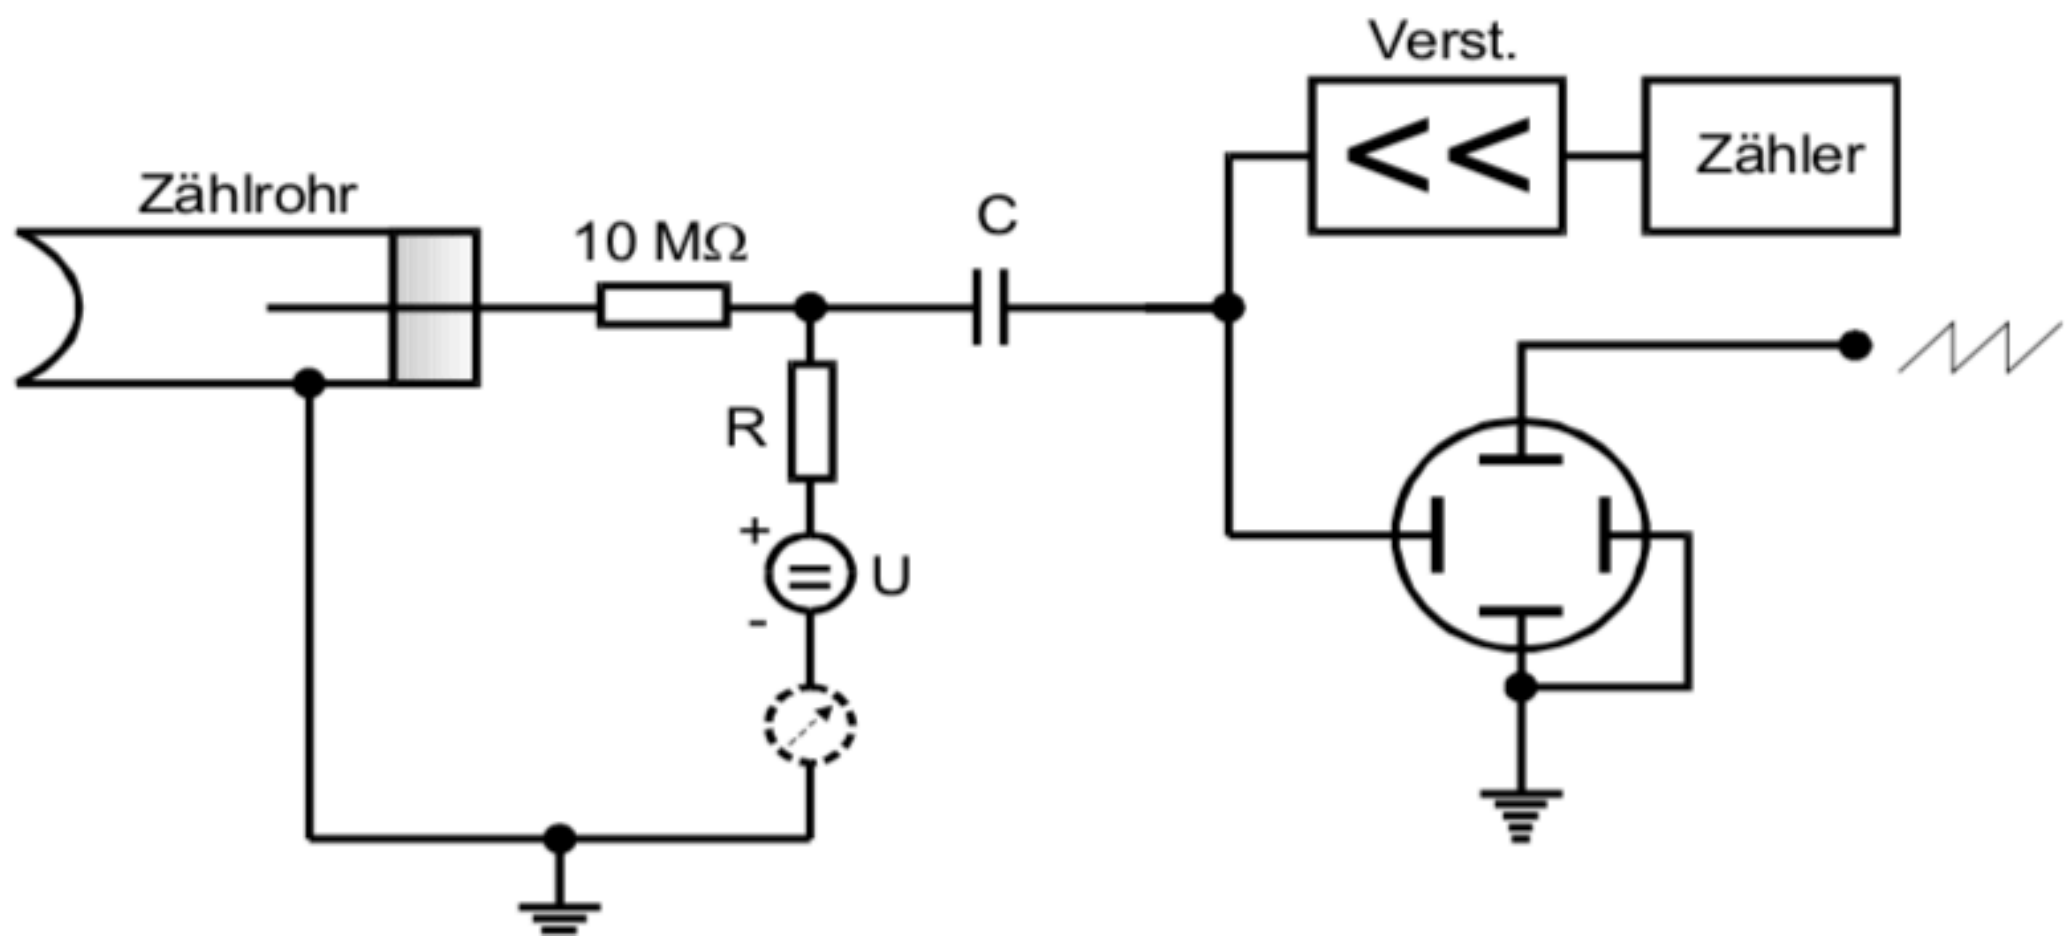 Verst.
Zähler
Zählrohr
10 MΩ
C
R
+
U
-